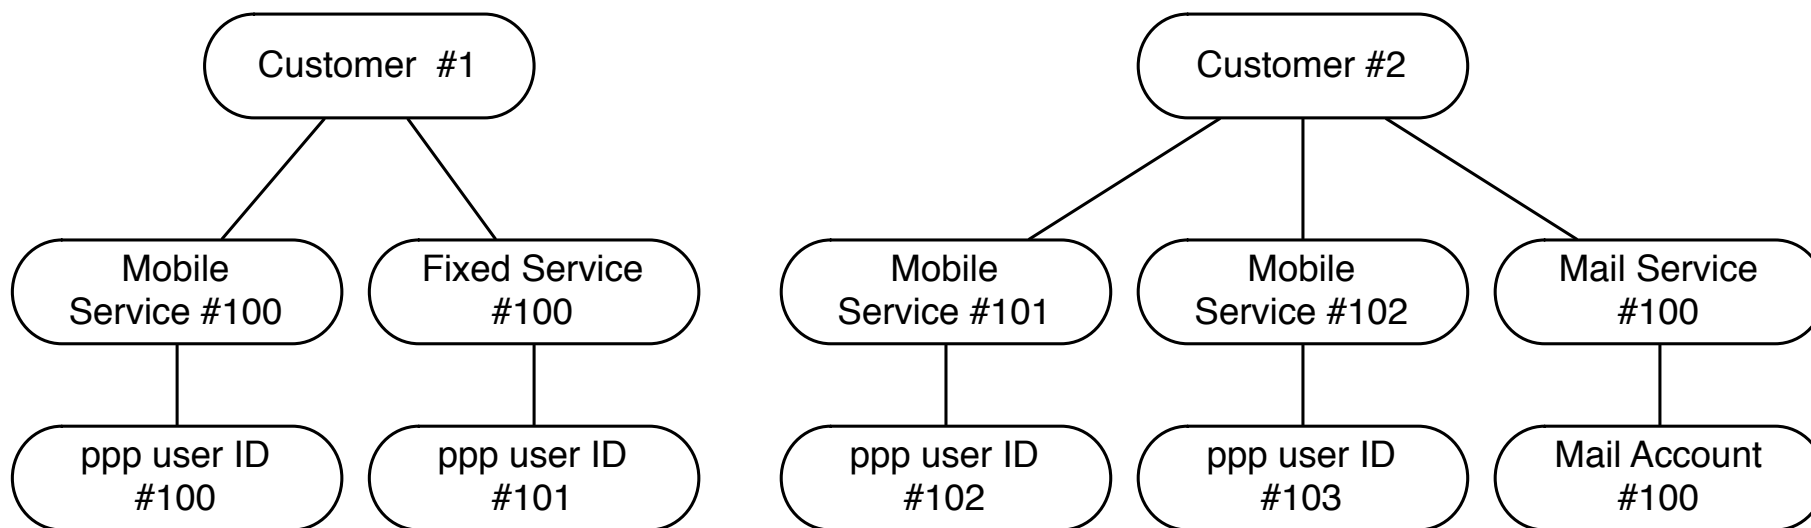 Customer #1
Customer #2
Mobile
Service #100
Fixed Service
#100
Mobile
Service #101
Mobile
Service #102
Mail Service
#100
ppp user ID
#100
ppp user ID
#101
ppp user ID
#102
ppp user ID
#103
Mail Account
#100